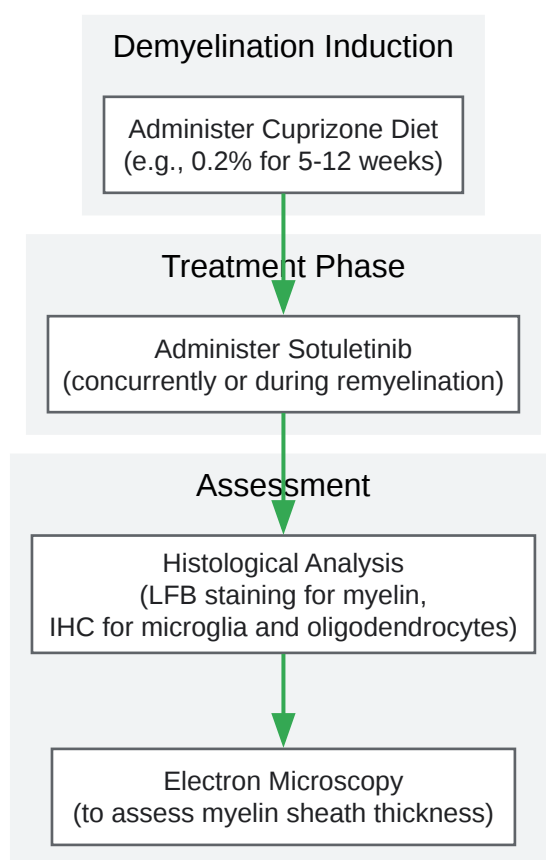 Demyelination Induction
Administer Cuprizone Diet
(e.g., 0.2% for 5-12 weeks)
Treatment Phase
Administer Sotuletinib
(concurrently or during remyelination)
Assessment
Histological Analysis
(LFB staining for myelin,
IHC for microglia and oligodendrocytes)
Electron Microscopy
(to assess myelin sheath thickness)